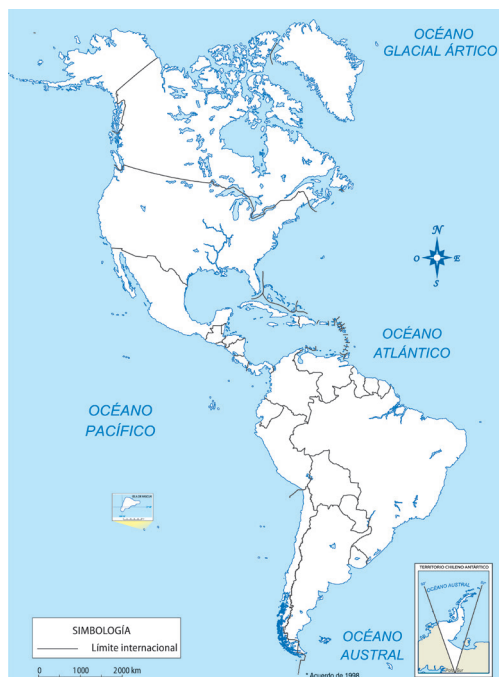 OCÉANO
GLACIAL ÁRTICO
N
O
E
S
OCÉANO
ATLÁNTICO
OCÉANO
PACÍFICO
TERRITORIO CHILENO ANTÁRTICO
OCÉANO AUSTRAL
SIMBOLOGÍA
Límite internacional
0 1000 2000 km
OCÉANO
AUSTRAL
* Acuerdo de 1998